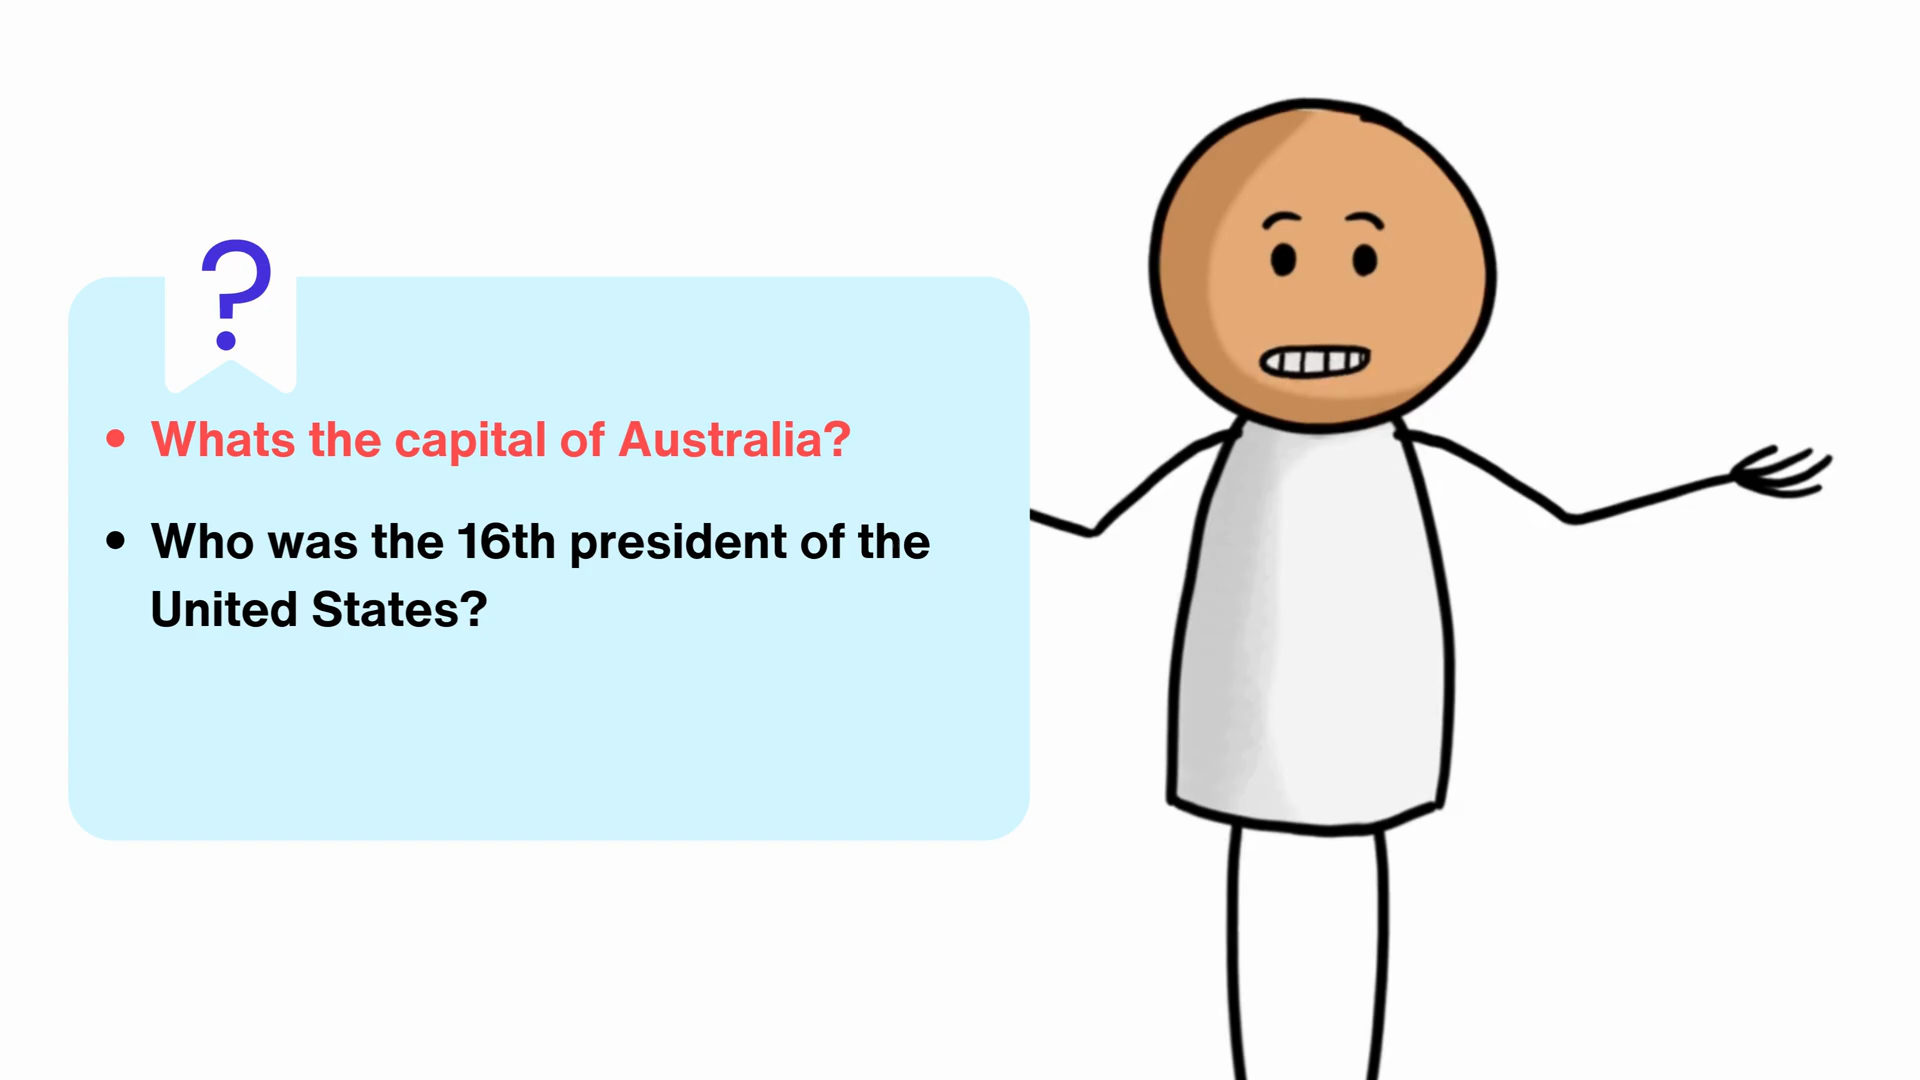 ?
• Whats the capital of Australia?
• Who was the 16th president of the
United States?